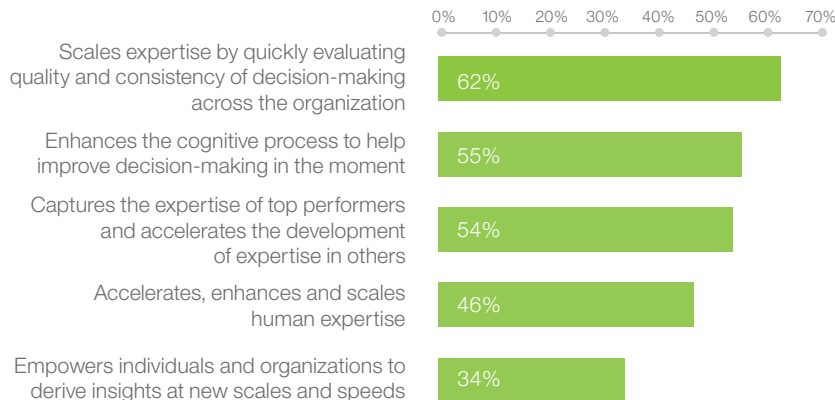 0% 10% 20% 30% 40% 50% 60% 70%
Scales expertise by quickly evaluating
quality and consistency of decision-making
across the organization
62%
Enhances the cognitive process to help
improve decision-making in the moment
55%
Captures the expertise of top performers
and accelerates the development
of expertise in others
54%
Accelerates, enhances and scales
human expertise
46%
Empowers individuals and organizations to
derive insights at new scales and speeds
34%